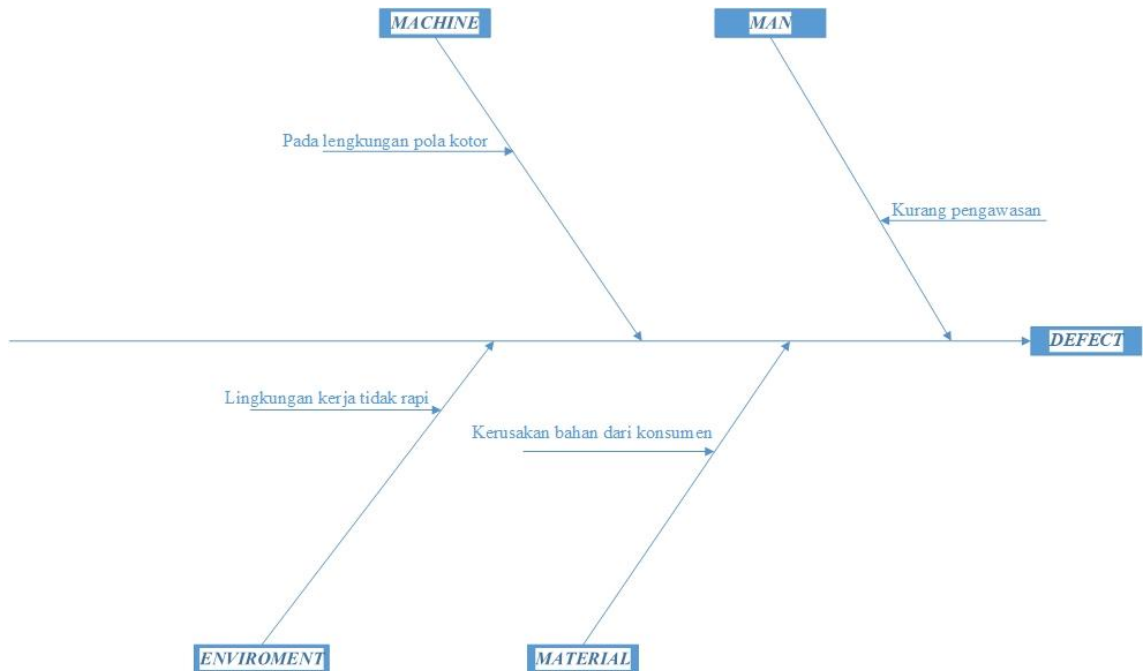 MACHINE
MAN
Pada lengkungan pola kotor
Kurang pengawasan
DEFECT
Lingkungan kerja tidak rapi
Kerusakan bahan dari konsumen
ENVIROMENT
MATERIAL